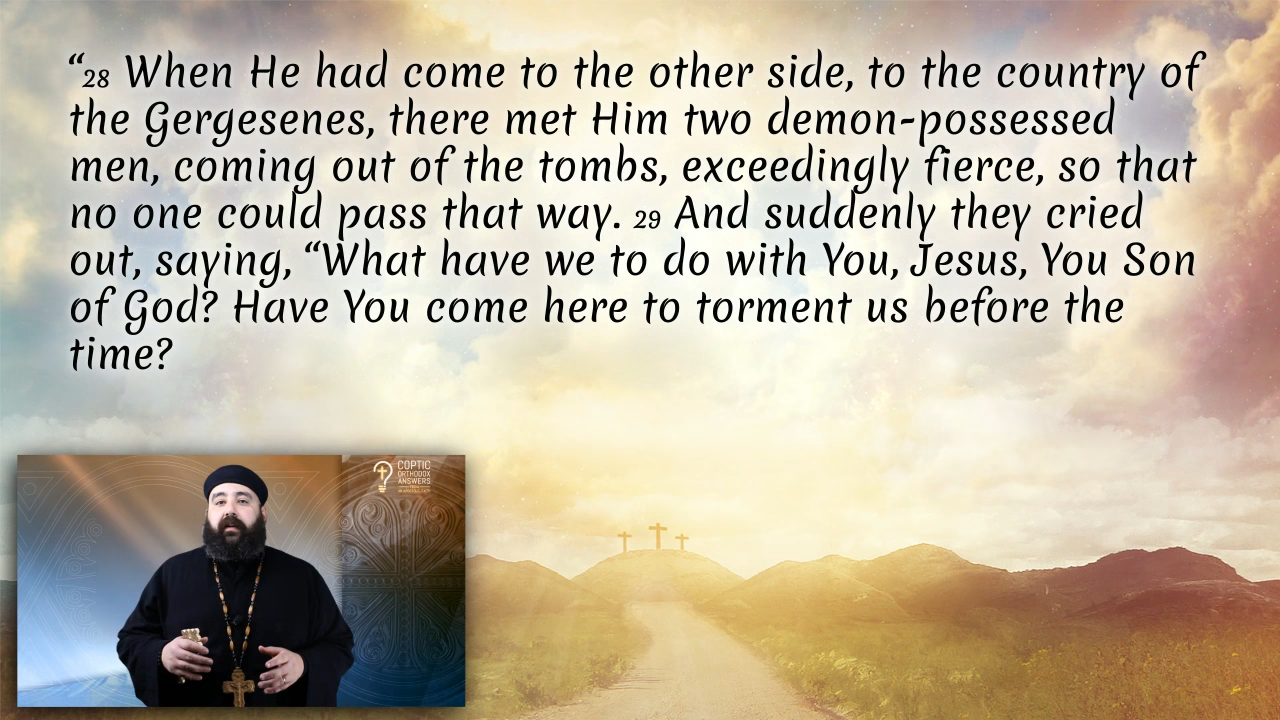 “28 When He had come to the other side, to the country of
the Gergesenes, there met Him two demon-possessed
men, coming out of the tombs, exceedingly fierce, so that
no one could pass that way. 29 And suddenly they cried
out, saying, “What have we to do with You, Jesus, You Son
of God? Have You come here to torment us before the
time?
COPTIC
ORTHODOX
ANSWERS